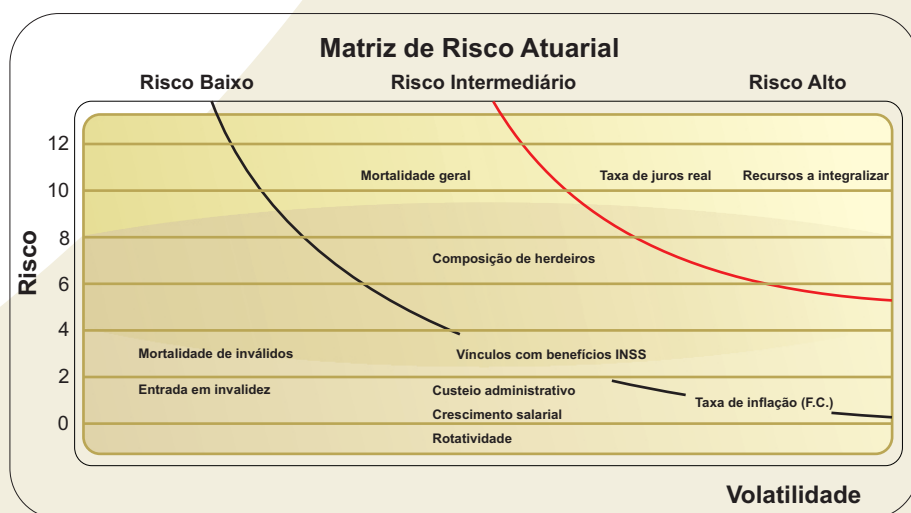 Matriz de Risco Atuarial
Risco Baixo Risco Intermediário Risco Alto
12
Mortalidade geral Taxa de juros real Recursos a integralizar
10
8
Composição de herdeiros
Risco
6
4
Mortalidade de inválidos Vínculos com benefícios INSS
2
Entrada em invalidez Custeio administrativo
Taxa de inflação (F.C.)
Crescimento salarial
0
Rotatividade
Volatilidade